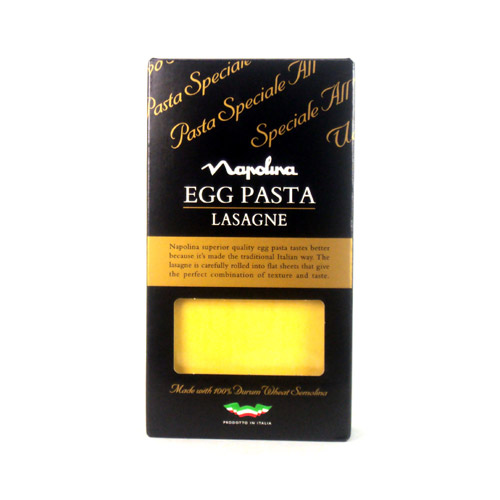 Pasta Speciale
Pasta Speciale All
Speciale All
Napolina
EGG PASTA
LASAGNE
Napolina superior quality egg pasta tastes better
because it's made the traditional Italian way. The
lasagne is carefully rolled into flat sheets that give
the perfect combination of texture and taste.
Made with 100% Durum Wheat Semolina
PRODOTTO IN ITALIA